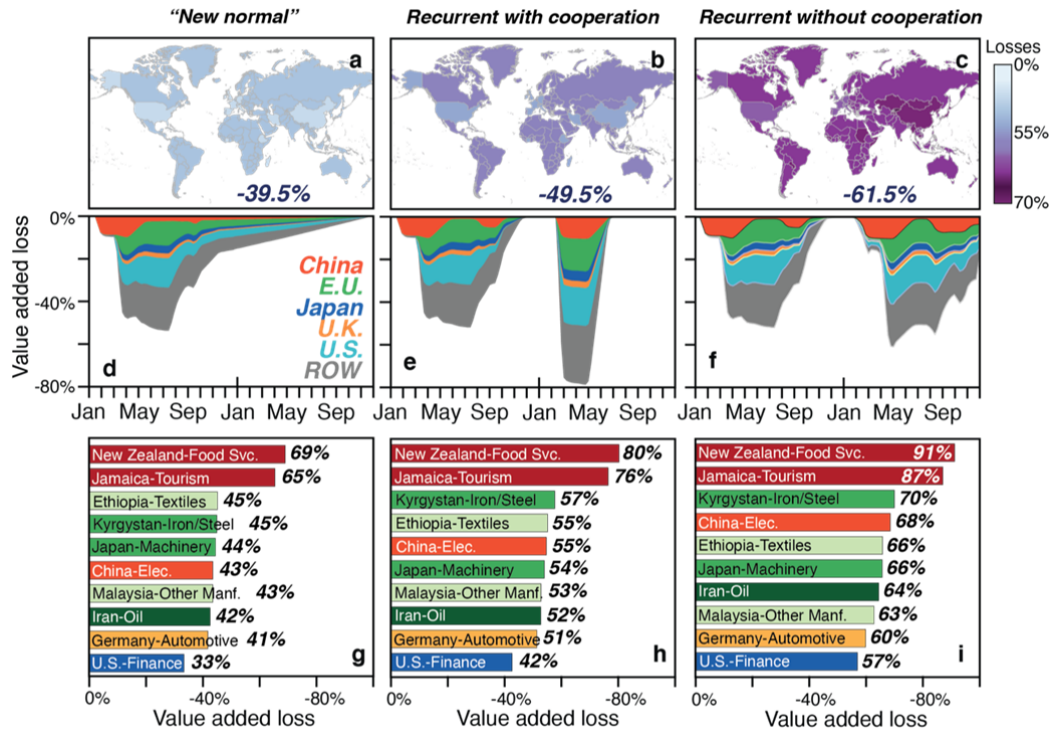 "New normal"
Recurrent with cooperation
Recurrent without cooperation
a
-39.5%
b
-49.5%
c
-61.5%
Losses
0%
55%
70%
Value added loss
0%
-40%
-80%
China
E.U.
Japan
U.K.
U.S.
ROW
d
e
f
Jan May Sep Jan May Sep
Jan May Sep Jan May Sep
Jan May Sep Jan May Sep
New Zealand-Food Svc. 69%
Jamaica-Tourism 65%
Ethiopia-Textiles 45%
Kyrgystan-Iron/Steel 45%
Japan-Machinery 44%
China-Elec. 43%
Malaysia-Other Manf. 43%
Iran-Oil 42%
Germany-Automotive 41%
U.S.-Finance 33%
g
0% -40% -80%
Value added loss
New Zealand-Food Svc. 80%
Jamaica-Tourism 76%
Kyrgystan-Iron/Steel 57%
Ethiopia-Textiles 55%
China-Elec. 55%
Japan-Machinery 54%
Malaysia-Other Manf. 53%
Iran-Oil 52%
Germany-Automotive 51%
U.S.-Finance 42%
h
0% -40% -80%
Value added loss
New Zealand-Food Svc. 91%
Jamaica-Tourism 87%
Kyrgystan-Iron/Steel 70%
China-Elec. 68%
Ethiopia-Textiles 66%
Japan-Machinery 66%
Iran-Oil 64%
Malaysia-Other Manf. 63%
Germany-Automotive 60%
U.S.-Finance 57%
i
0% -40% -80%
Value added loss